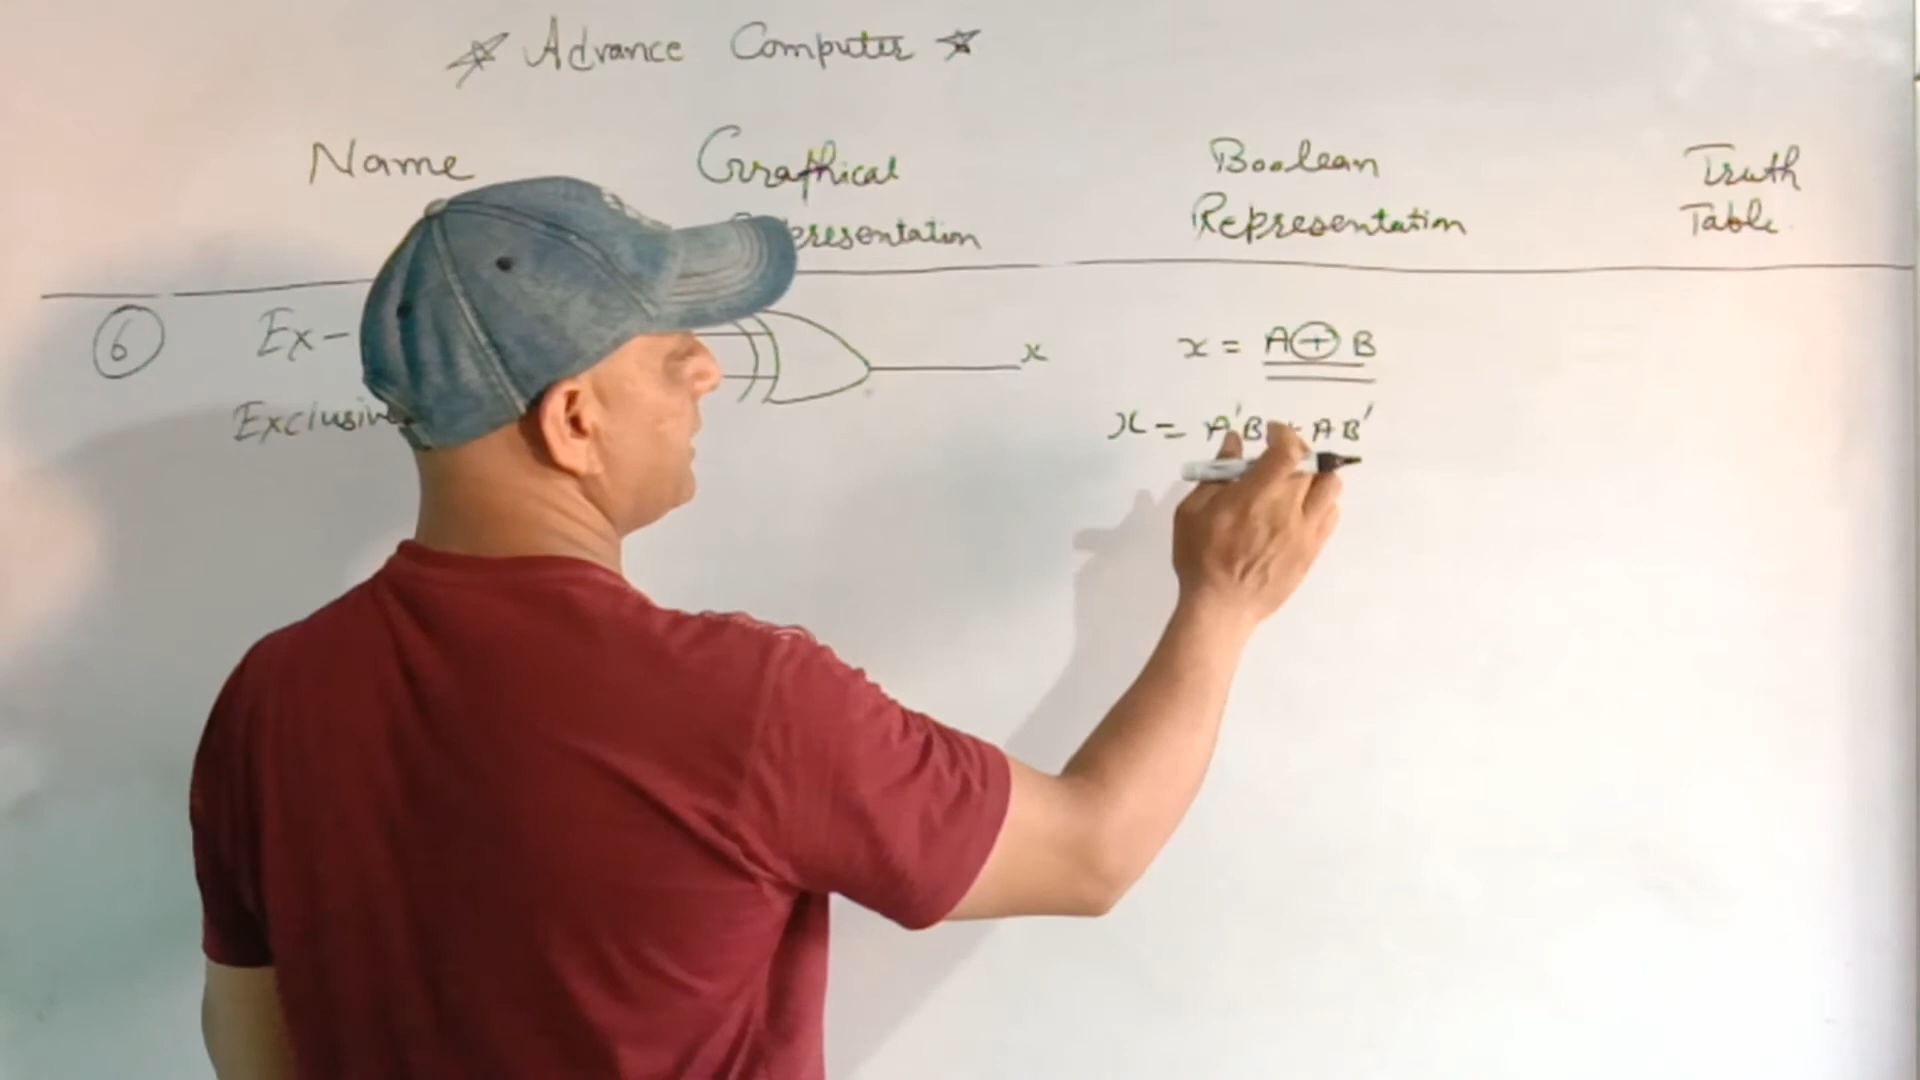 ☆ Advance Computer ☆
Name Graphical Boolean Truth
Representation Table.
⑥ Ex- x x = A⊕B
Exclusive x = A'B + AB'